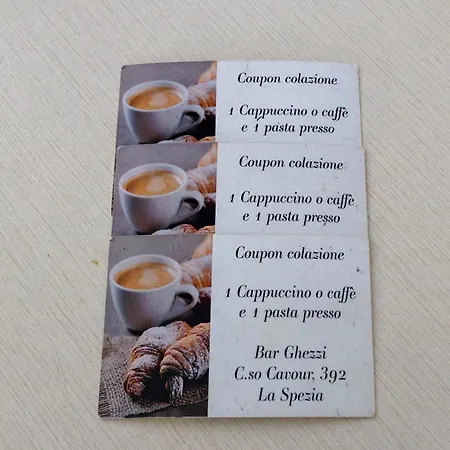 Coupon colazione
1 Cappuccino o caffè
e 1 pasta presso
Coupon colazione
1 Cappuccino o caffè
e 1 pasta presso
Coupon colazione
1 Cappuccino o caffè
e 1 pasta presso
Bar Ghezzi
C.so Cavour, 392
La Spezia